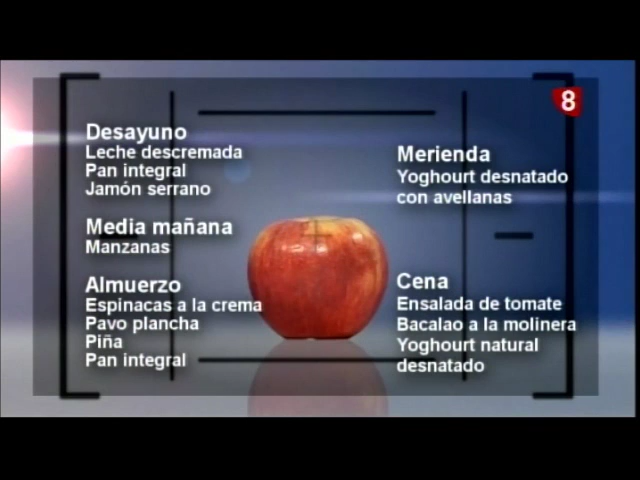 8
Desayuno
Leche descremada
Pan integral
Jamón serrano
Media mañana
Manzanas
Almuerzo
Espinacas a la crema
Pavo plancha
Piña
Pan integral
Merienda
Yoghourt desnatado
con avellanas
Cena
Ensalada de tomate
Bacalao a la molinera
Yoghourt natural
desnatado